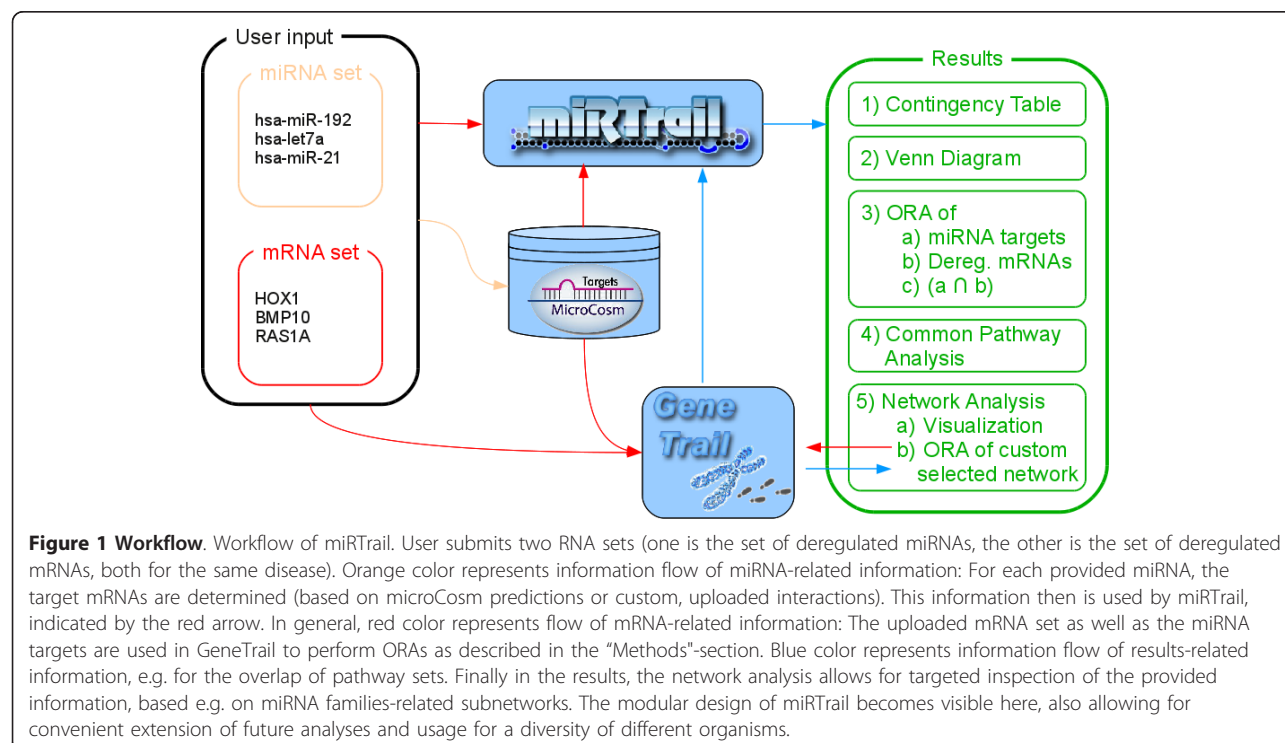 User input
miRNA set
hsa-miR-192
hsa-let7a
hsa-miR-21
mRNA set
HOX1
BMP10
RAS1A
miRTrail
Targets
MicroCosm
Gene
Trail
Results
1) Contingency Table
2) Venn Diagram
3) ORA of
a) miRNA targets
b) Dereg. mRNAs
c) (a ∩ b)
4) Common Pathway
Analysis
5) Network Analysis
a) Visualization
b) ORA of custom
selected network
Figure 1 Workflow. Workflow of miRTrail. User submits two RNA sets (one is the set of deregulated miRNAs, the other is the set of deregulated
mRNAs, both for the same disease). Orange color represents information flow of miRNA-related information: For each provided miRNA, the
target mRNAs are determined (based on microCosm predictions or custom, uploaded interactions). This information then is used by miRTrail,
indicated by the red arrow. In general, red color represents flow of mRNA-related information: The uploaded mRNA set as well as the miRNA
targets are used in GeneTrail to perform ORAs as described in the “Methods"-section. Blue color represents information flow of results-related
information, e.g. for the overlap of pathway sets. Finally in the results, the network analysis allows for targeted inspection of the provided
information, based e.g. on miRNA families-related subnetworks. The modular design of miRTrail becomes visible here, also allowing for
convenient extension of future analyses and usage for a diversity of different organisms.